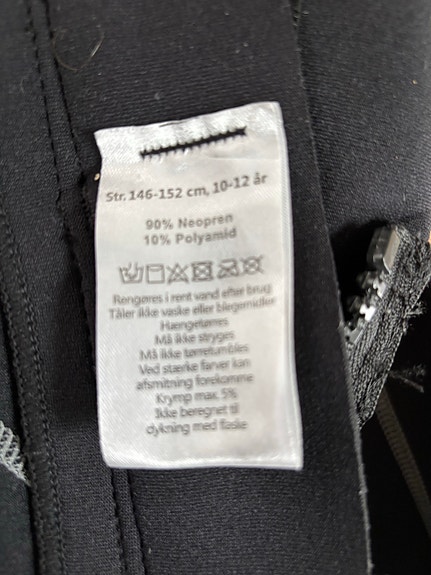 Str. 146-152 cm, 10-12 år
90% Neopren
10% Polyamid
Rengøres i rent vand efter brug
Tåler ikke vaske eller blegemidler
Hængetørres
Må ikke stryges
Må ikke tørretumbles
Ved stærke farver kan
afsmitning forekomme
Krymp max. 5%
Ikke beregnet til
dykning med flaske